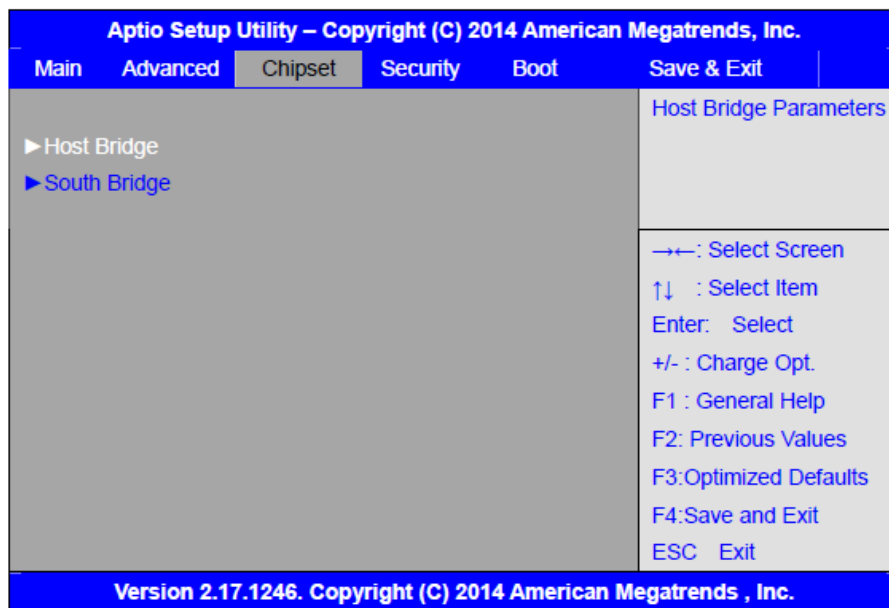 Aptio Setup Utility – Copyright (C) 2014 American Megatrends, Inc.
Main Advanced Chipset Security Boot Save & Exit
Host Bridge Parameters
►Host Bridge
►South Bridge
→←: Select Screen
↑↓ : Select Item
Enter: Select
+/- : Charge Opt.
F1 : General Help
F2: Previous Values
F3:Optimized Defaults
F4:Save and Exit
ESC Exit
Version 2.17.1246. Copyright (C) 2014 American Megatrends , Inc.